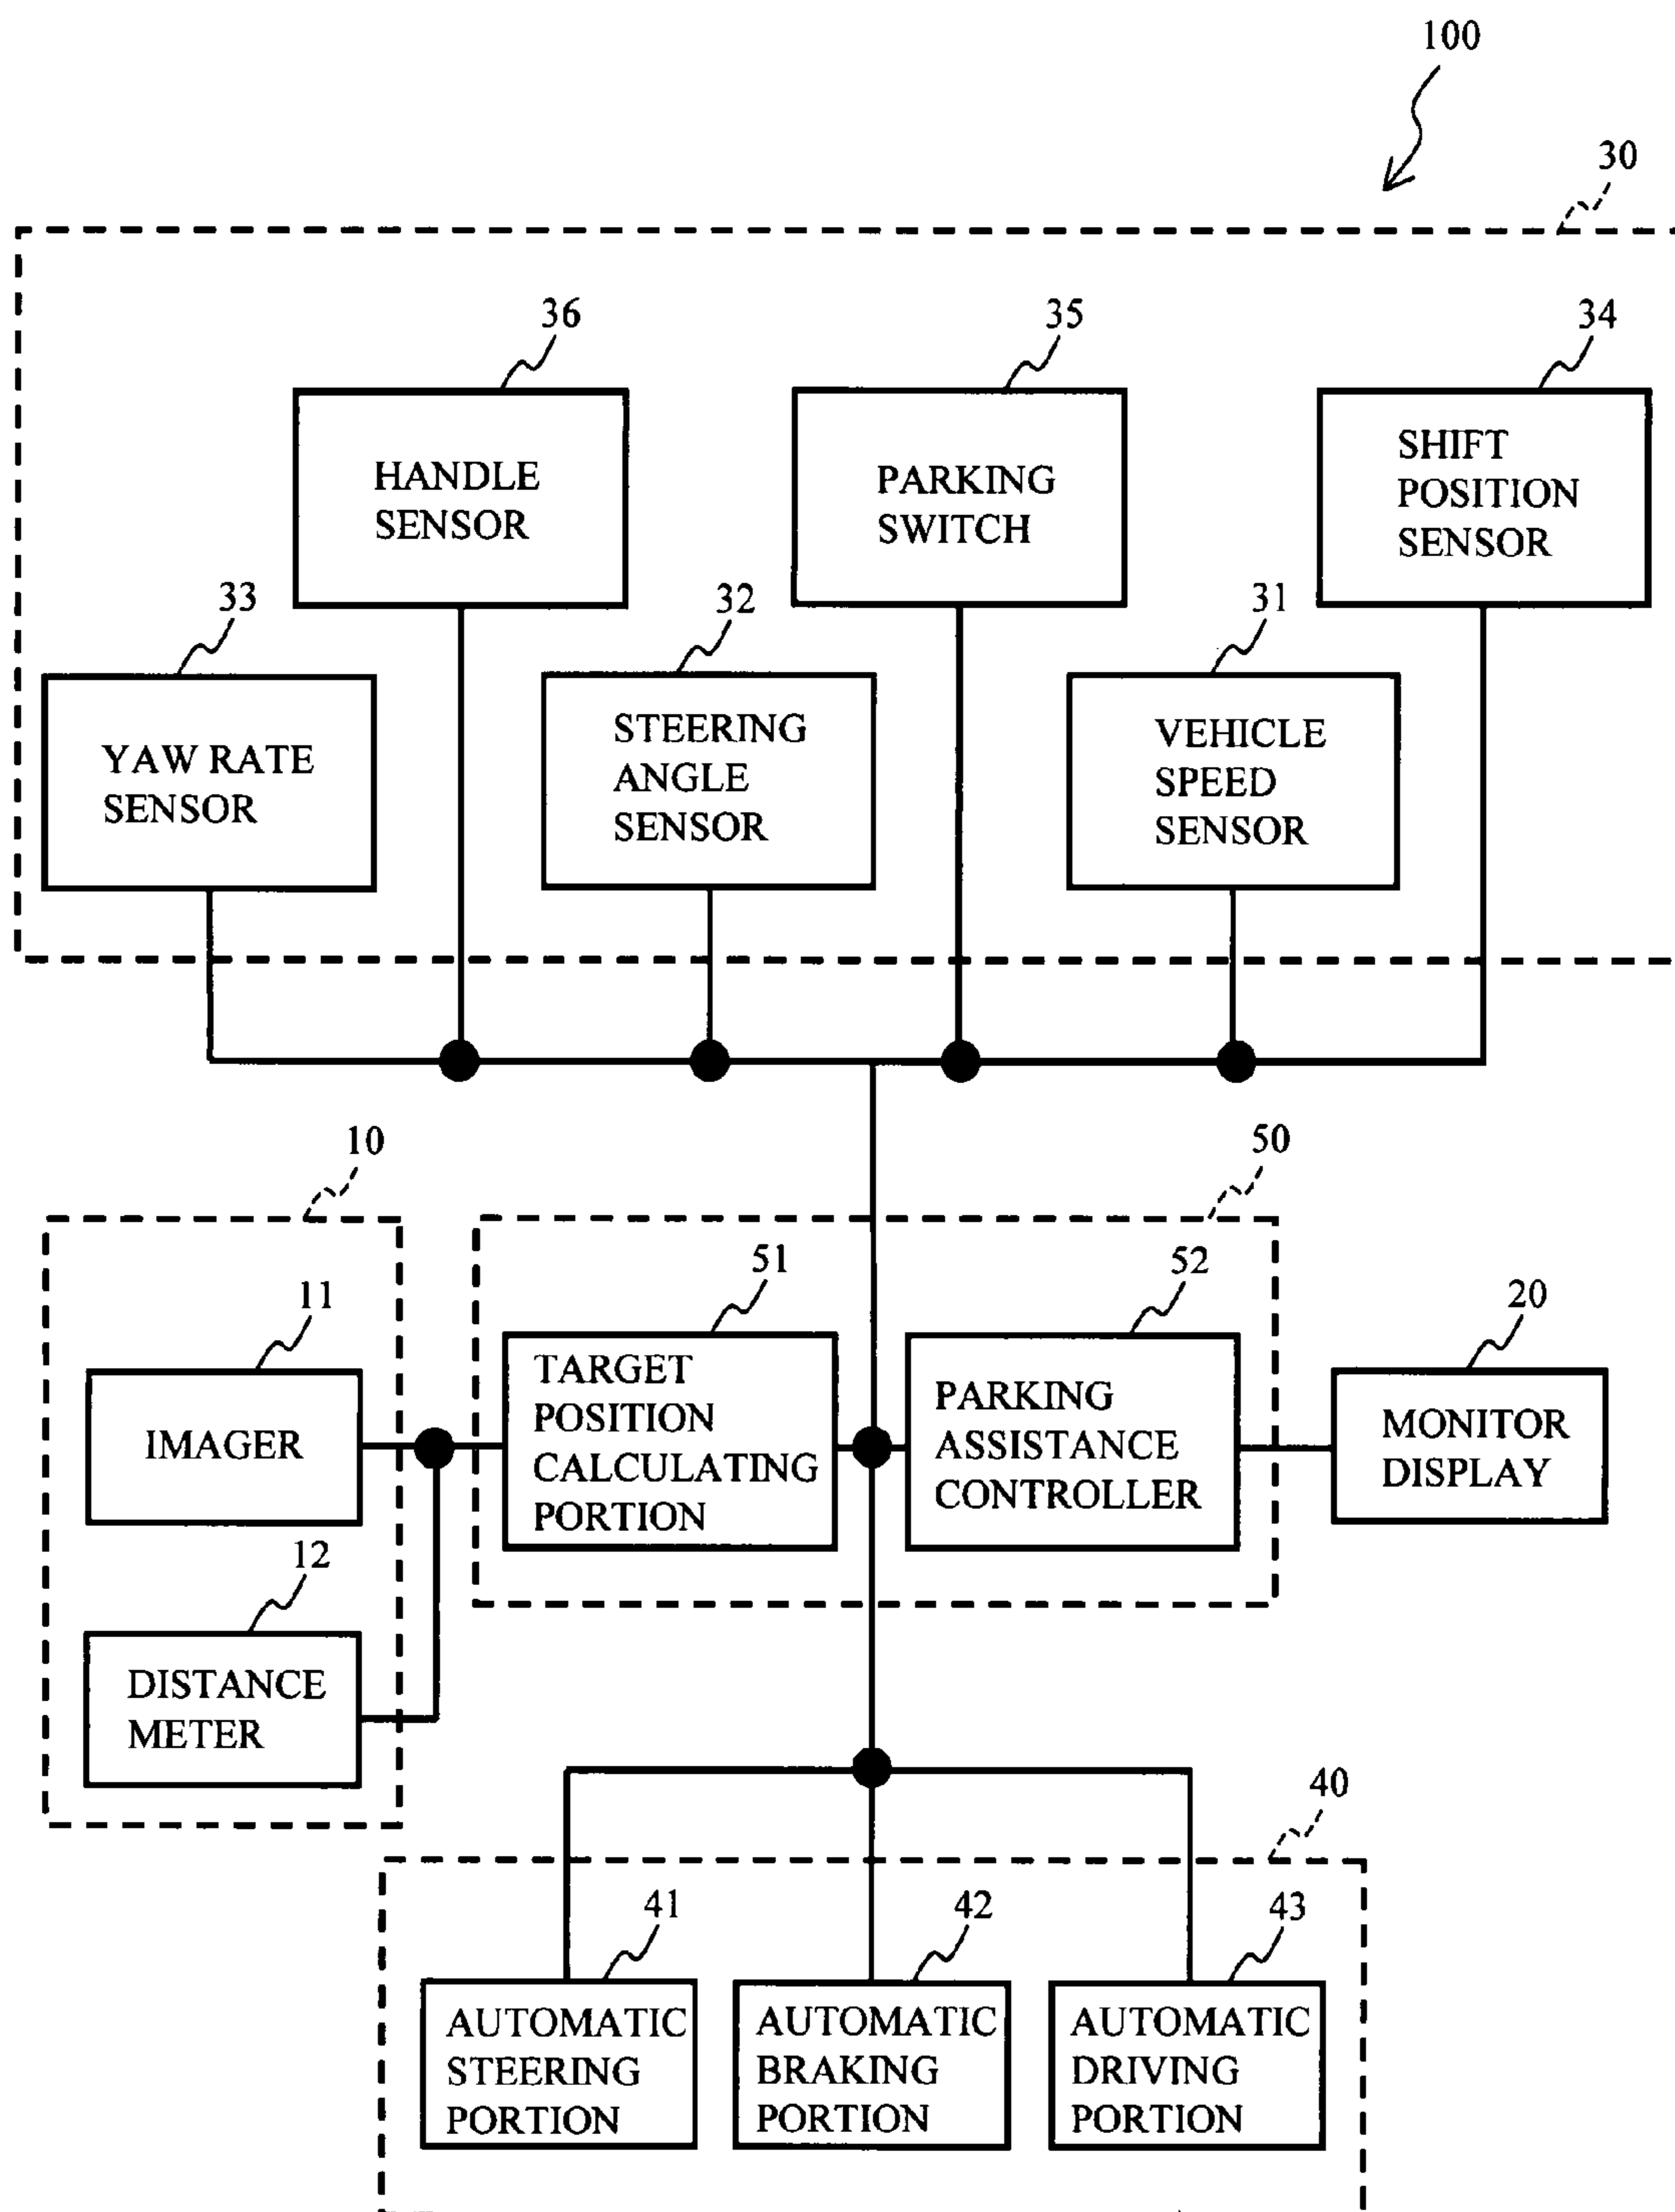 100
30
36
35
34
HANDLE
SENSOR
PARKING
SWITCH
SHIFT
POSITION
SENSOR
33
32
31
YAW RATE
SENSOR
STEERING
ANGLE
SENSOR
VEHICLE
SPEED
SENSOR
10
50
11
51
52
20
IMAGER
TARGET
POSITION
CALCULATING
PORTION
PARKING
ASSISTANCE
CONTROLLER
MONITOR
DISPLAY
12
DISTANCE
METER
40
41
42
43
AUTOMATIC
STEERING
PORTION
AUTOMATIC
BRAKING
PORTION
AUTOMATIC
DRIVING
PORTION